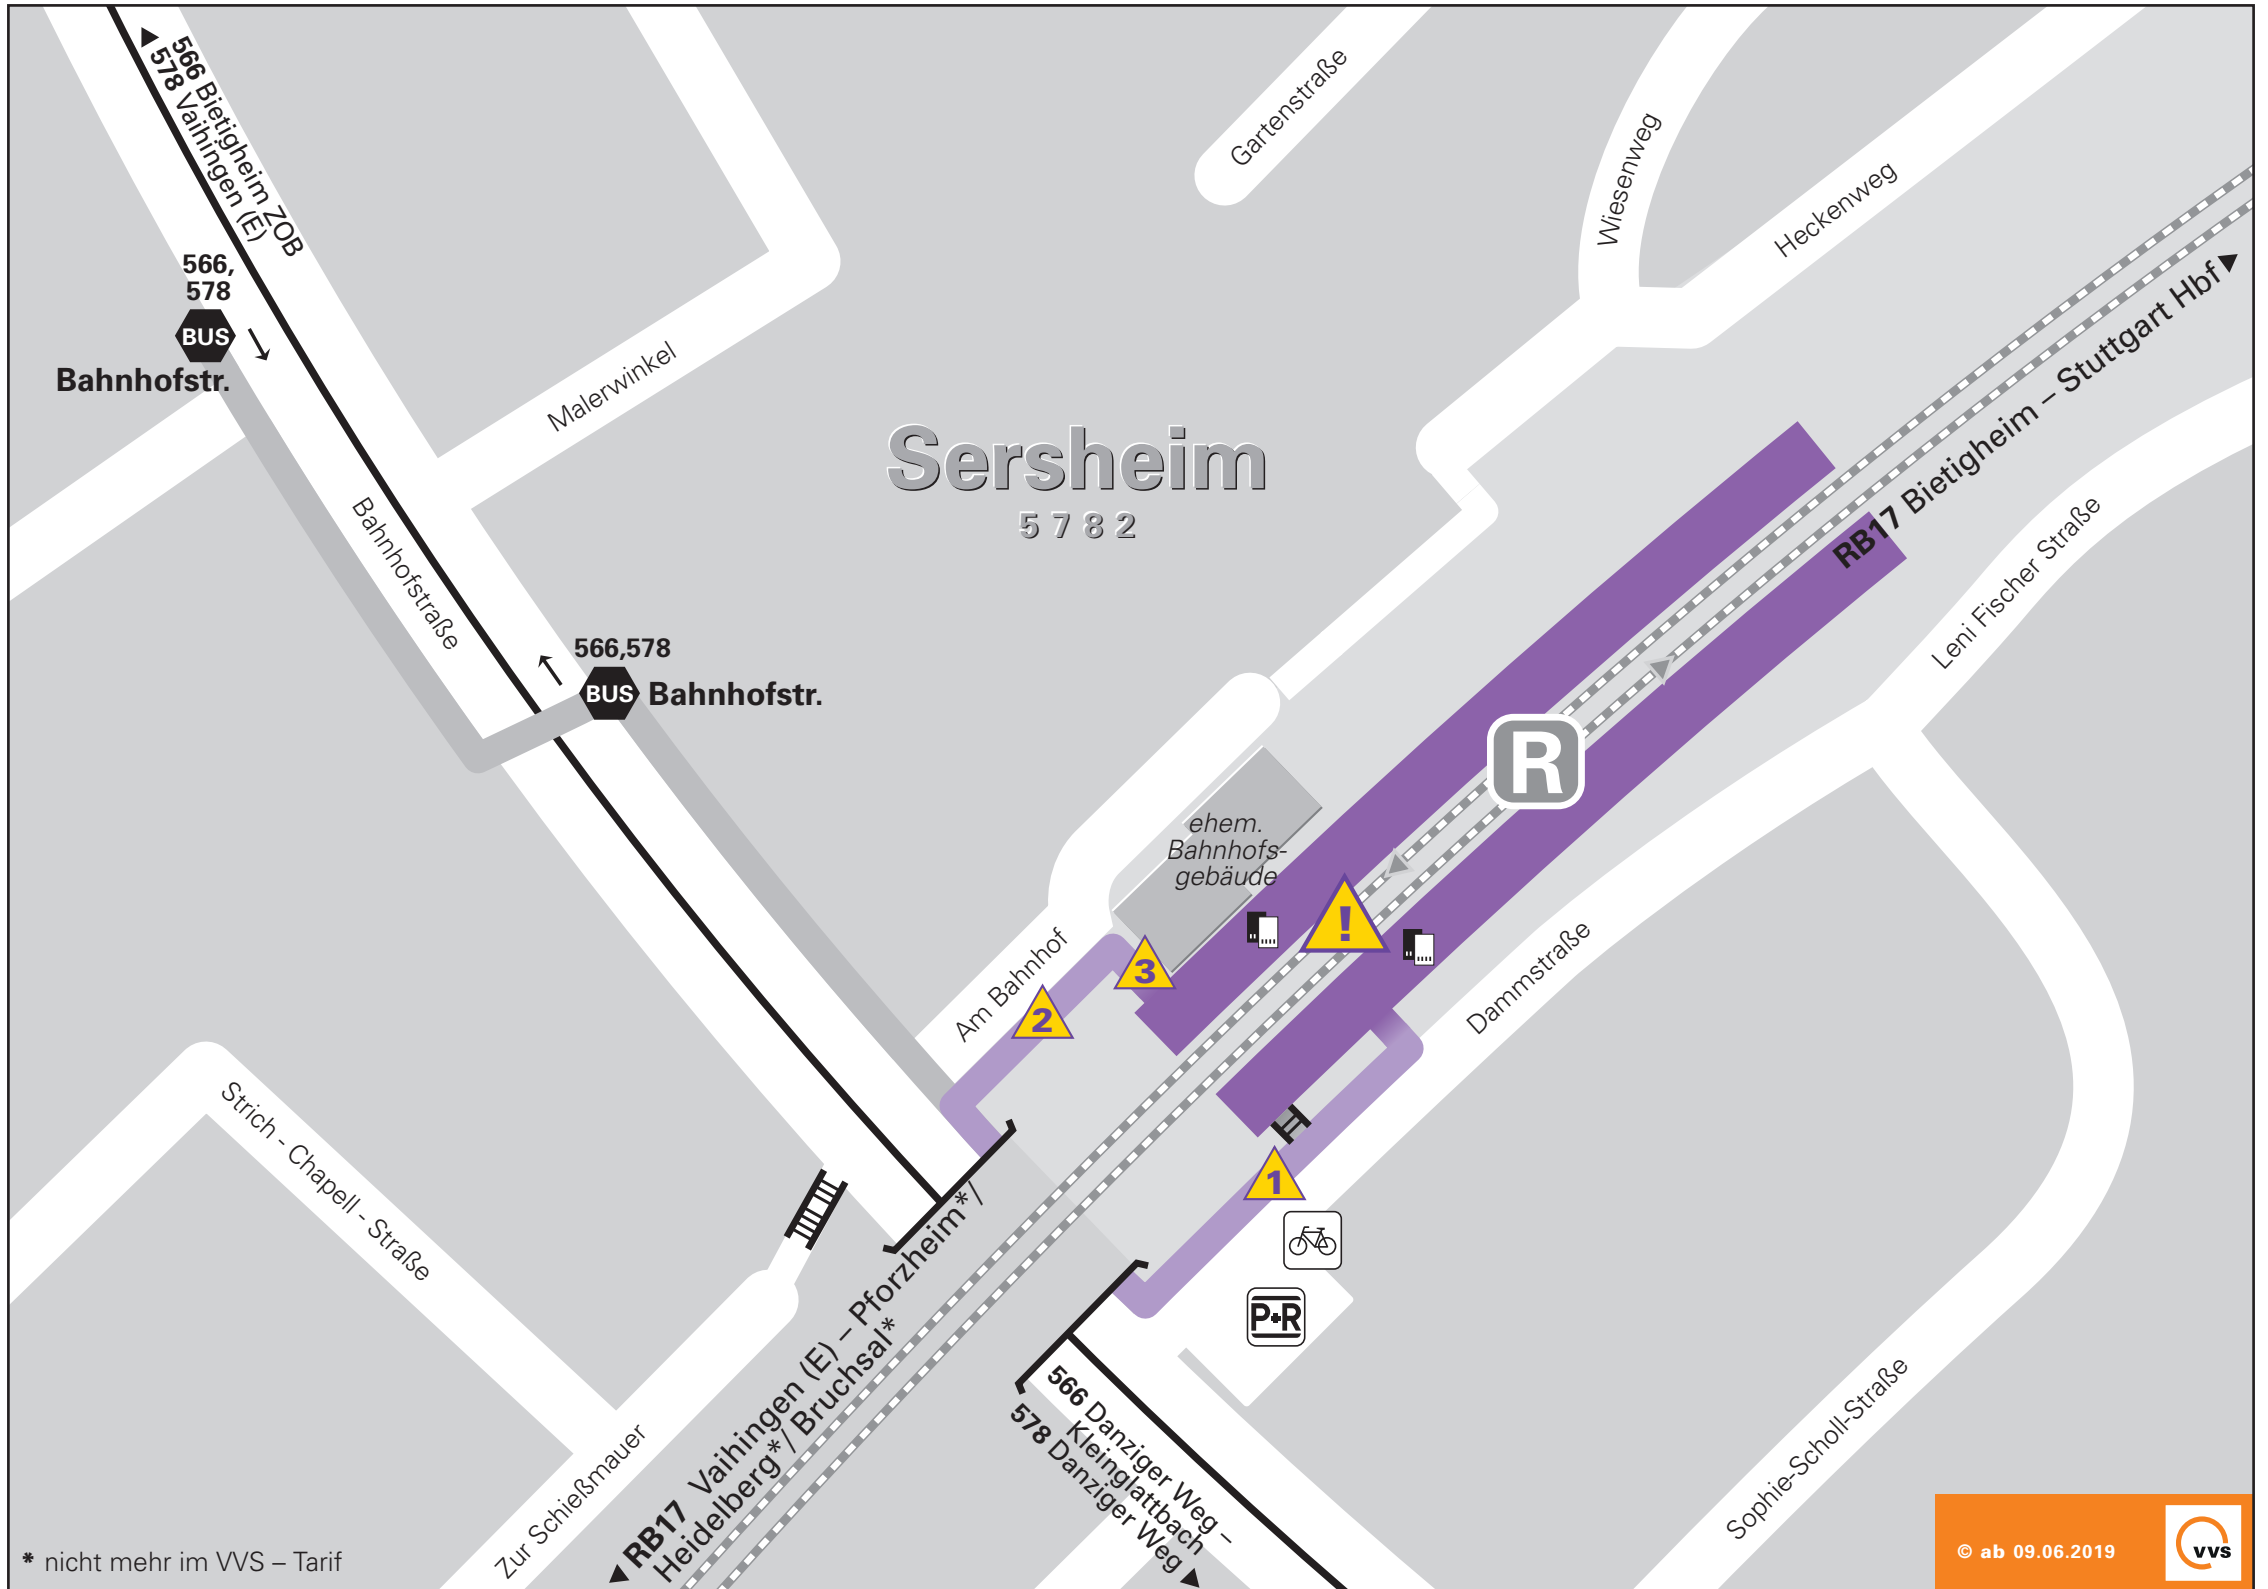 566 Bietigheim ZOB
578 Vaihingen (E)
566,
578
BUS
Bahnhofstr.
Gartenstraße
Wiesenweg
Heckenweg
Malerwinkel
Sersheim
5782
RB17 Bietigheim – Stuttgart Hbf
Leni Fischer Straße
Bahnhofstraße
566,578
BUS Bahnhofstr.
R
ehem.
Bahnhofs-
gebäude
!
3
2
1
Am Bahnhof
Dammstraße
Strich - Chapell - Straße
P+R
RB17 Vaihingen (E) – Pforzheim*/
Heidelberg*/ Bruchsal*
566 Danziger Weg –
Kleinglattbach
578 Danziger Weg
Zur Schießmauer
Sophie-Scholl-Straße
* nicht mehr im VVS – Tarif
© ab 09.06.2019
vvs